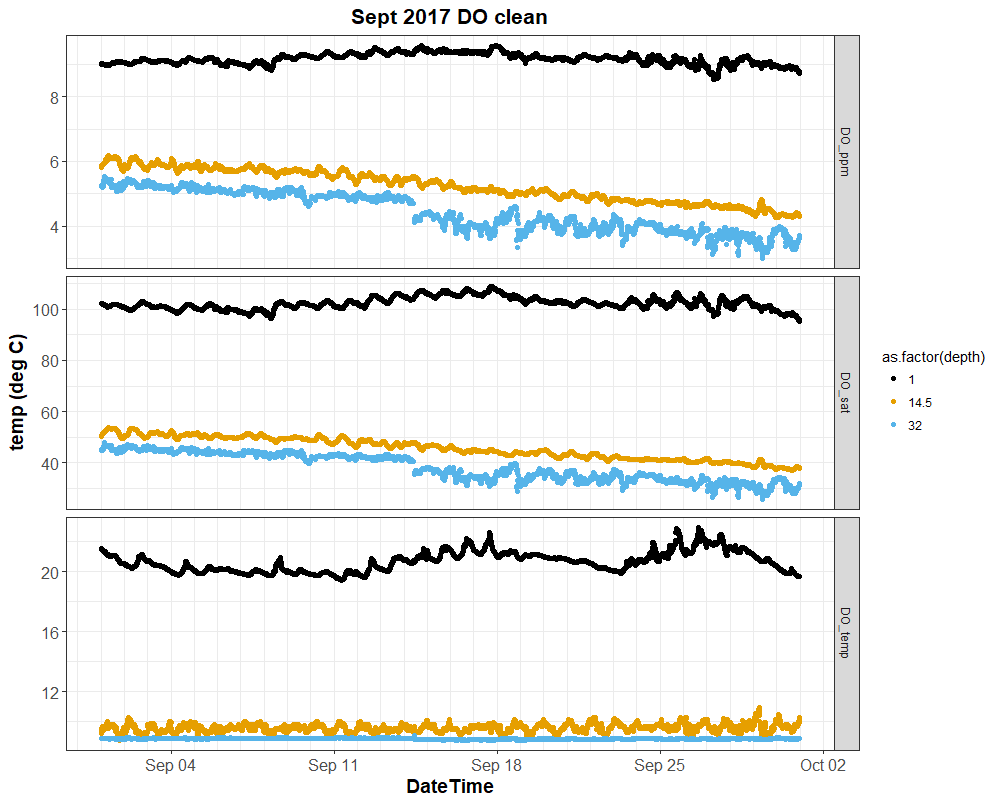 Sept 2017 DO clean
8
6
4
DO_ppm
100
80
60
40
DO_sat
20
16
12
DO_temp
temp (deg C)
Sep 04 Sep 11 Sep 18 Sep 25 Oct 02
DateTime
as.factor(depth)
1
14.5
32